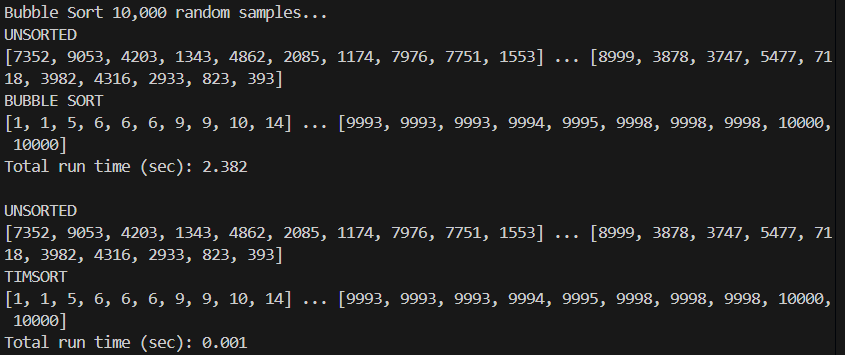 Bubble Sort 10,000 random samples...
UNSORTED
[7352, 9053, 4203, 1343, 4862, 2085, 1174, 7976, 7751, 1553] ... [8999, 3878, 3747, 5477, 71
18, 3982, 4316, 2933, 823, 393]
BUBBLE SORT
[1, 1, 5, 6, 6, 6, 9, 9, 10, 14] ... [9993, 9993, 9993, 9994, 9995, 9998, 9998, 9998, 10000,
 10000]
Total run time (sec): 2.382

UNSORTED
[7352, 9053, 4203, 1343, 4862, 2085, 1174, 7976, 7751, 1553] ... [8999, 3878, 3747, 5477, 71
18, 3982, 4316, 2933, 823, 393]
TIMSORT
[1, 1, 5, 6, 6, 6, 9, 9, 10, 14] ... [9993, 9993, 9993, 9994, 9995, 9998, 9998, 9998, 10000,
 10000]
Total run time (sec): 0.001